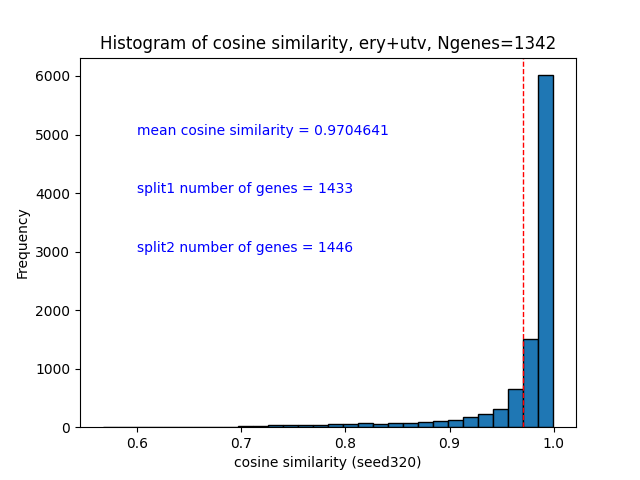 Histogram of cosine similarity, ery+utv, Ngenes=1342
6000
5000
4000
3000
2000
1000
0
Frequency
mean cosine similarity = 0.9704641
split1 number of genes = 1433
split2 number of genes = 1446
0.6 0.7 0.8 0.9 1.0
cosine similarity (seed320)